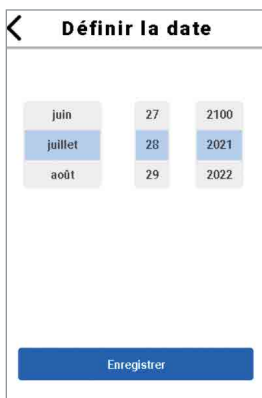 Définir la date
juin 27 2100
juillet 28 2021
août 29 2022
Enregistrer